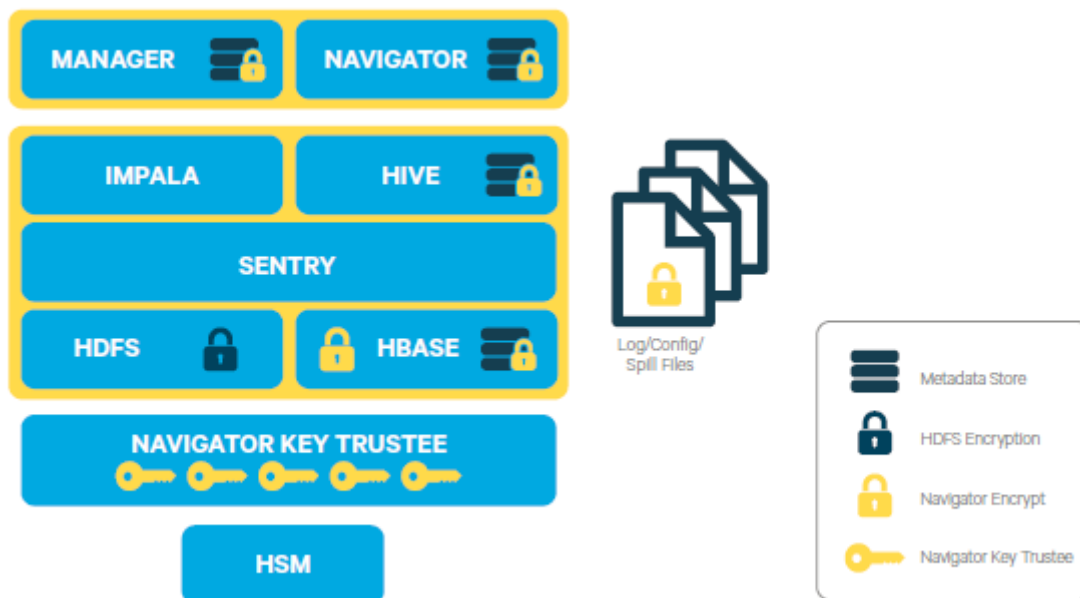 MANAGER
NAVIGATOR
IMPALA
HIVE
SENTRY
HDFS
HBASE
Log/Config/
Spill Files
NAVIGATOR KEY TRUSTEE
HSM
Metadata Store
HDFS Encryption
Navigator Encrypt
Navigator Key Trustee